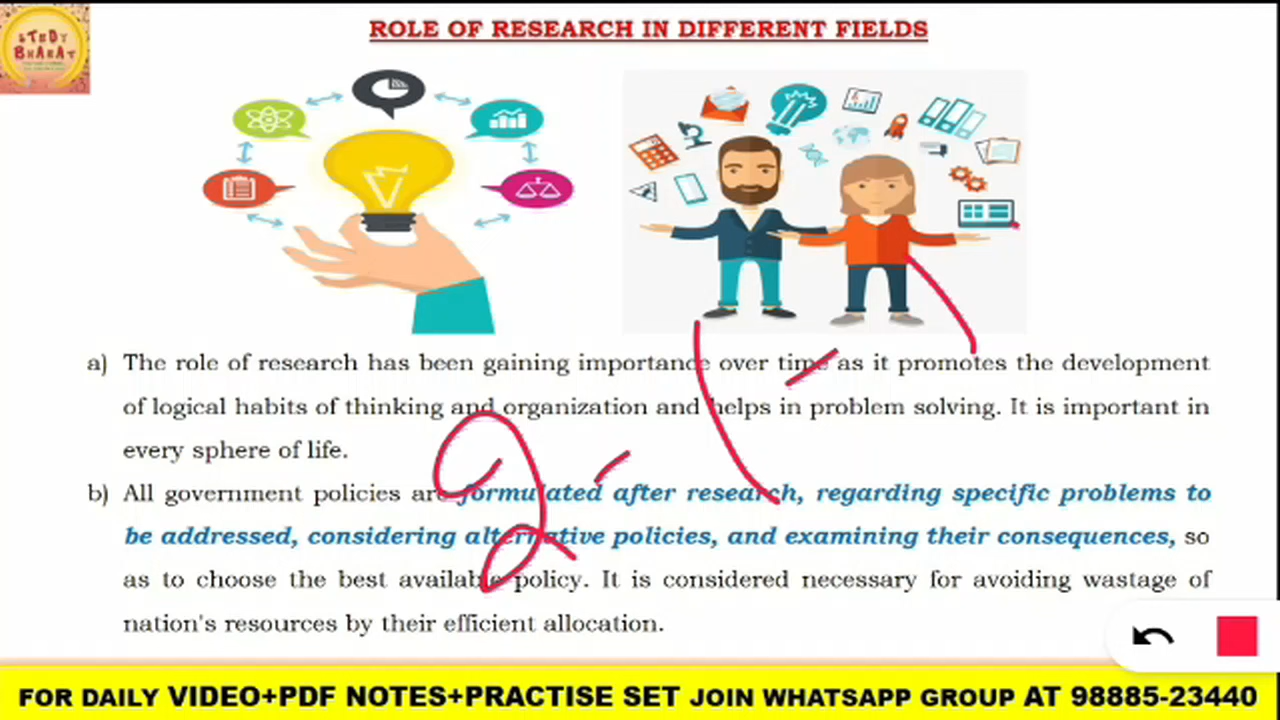 STUDY
BHARAT
ROLE OF RESEARCH IN DIFFERENT FIELDS
a) The role of research has been gaining importance over time as it promotes the development
of logical habits of thinking and organization and helps in problem solving. It is important in
every sphere of life.
b) All government policies are formulated after research, regarding specific problems to
be addressed, considering alternative policies, and examining their consequences, so
as to choose the best available policy. It is considered necessary for avoiding wastage of
nation's resources by their efficient allocation.
FOR DAILY VIDEO+PDF NOTES+PRACTISE SET JOIN WHATSAPP GROUP AT 98885-23440